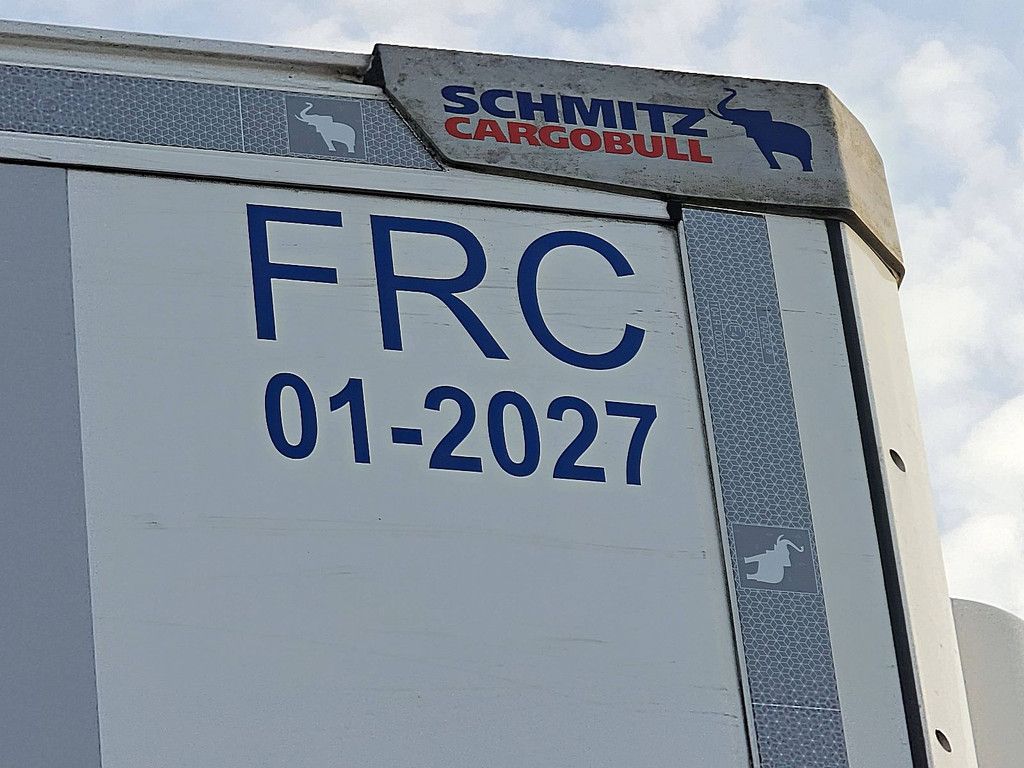 SCHMITZ
CARGOBULL
FRC
01-2027